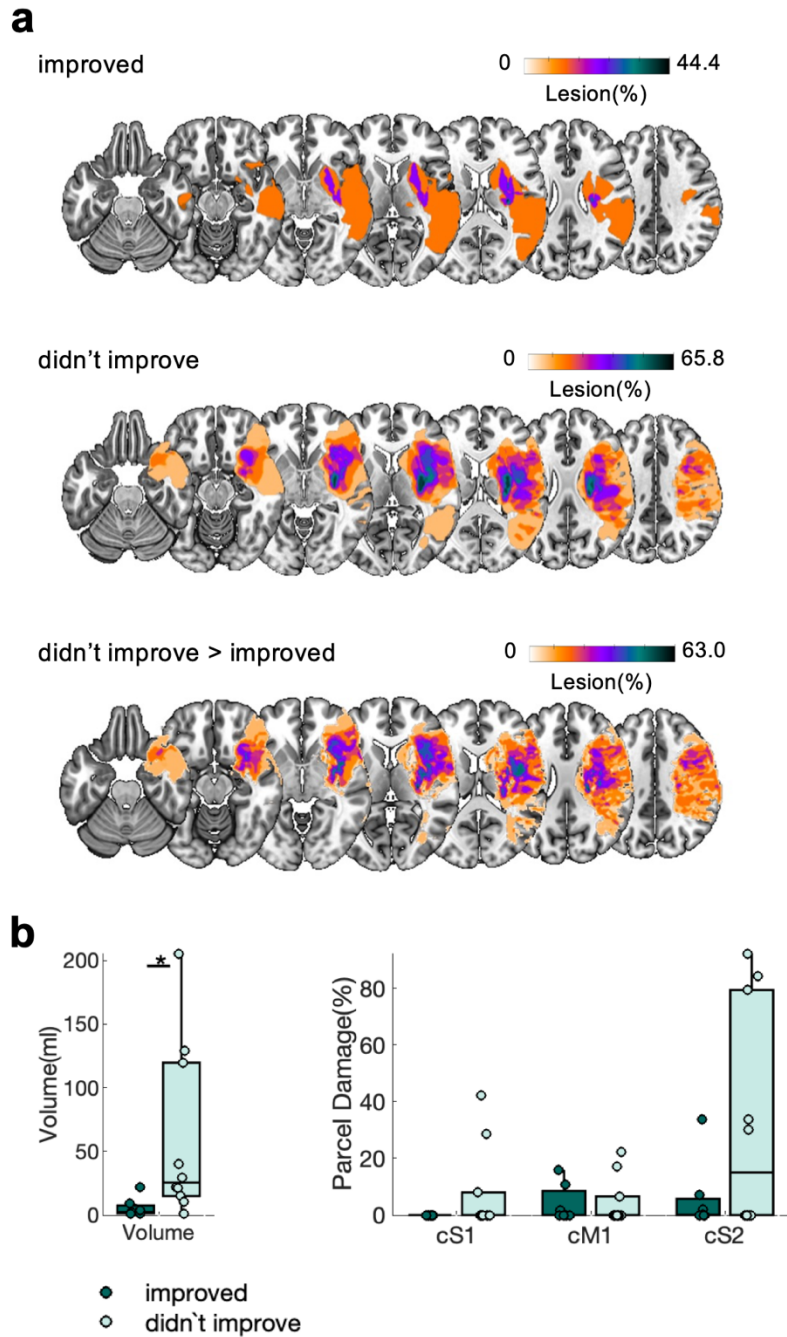 a
improved
0 44.4
Lesion(%)
didn't improve
0 65.8
Lesion(%)
didn't improve > improved
0 63.0
Lesion(%)
b
Volume(ml)
200
150
100
50
0
*
Volume
Parcel Damage(%)
80
60
40
20
0
cS1 cM1 cS2
improved
didn`t improve